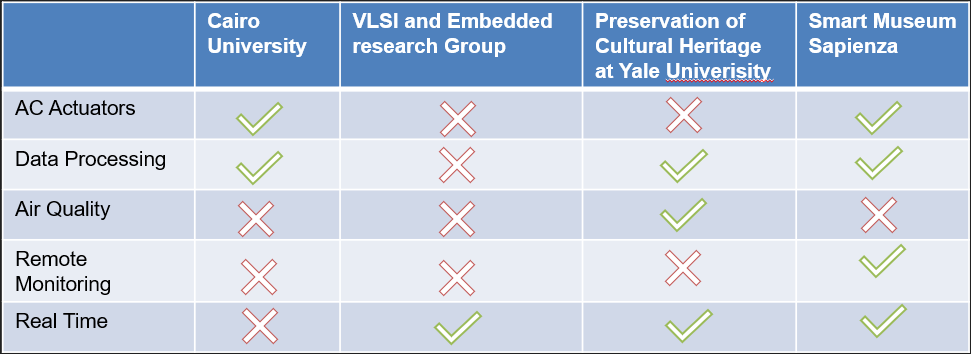 Cairo
University
VLSI and Embedded
research Group
Preservation of
Cultural Heritage
at Yale Univerisity
Smart Museum
Sapienza
AC Actuators
Data Processing
Air Quality
Remote
Monitoring
Real Time